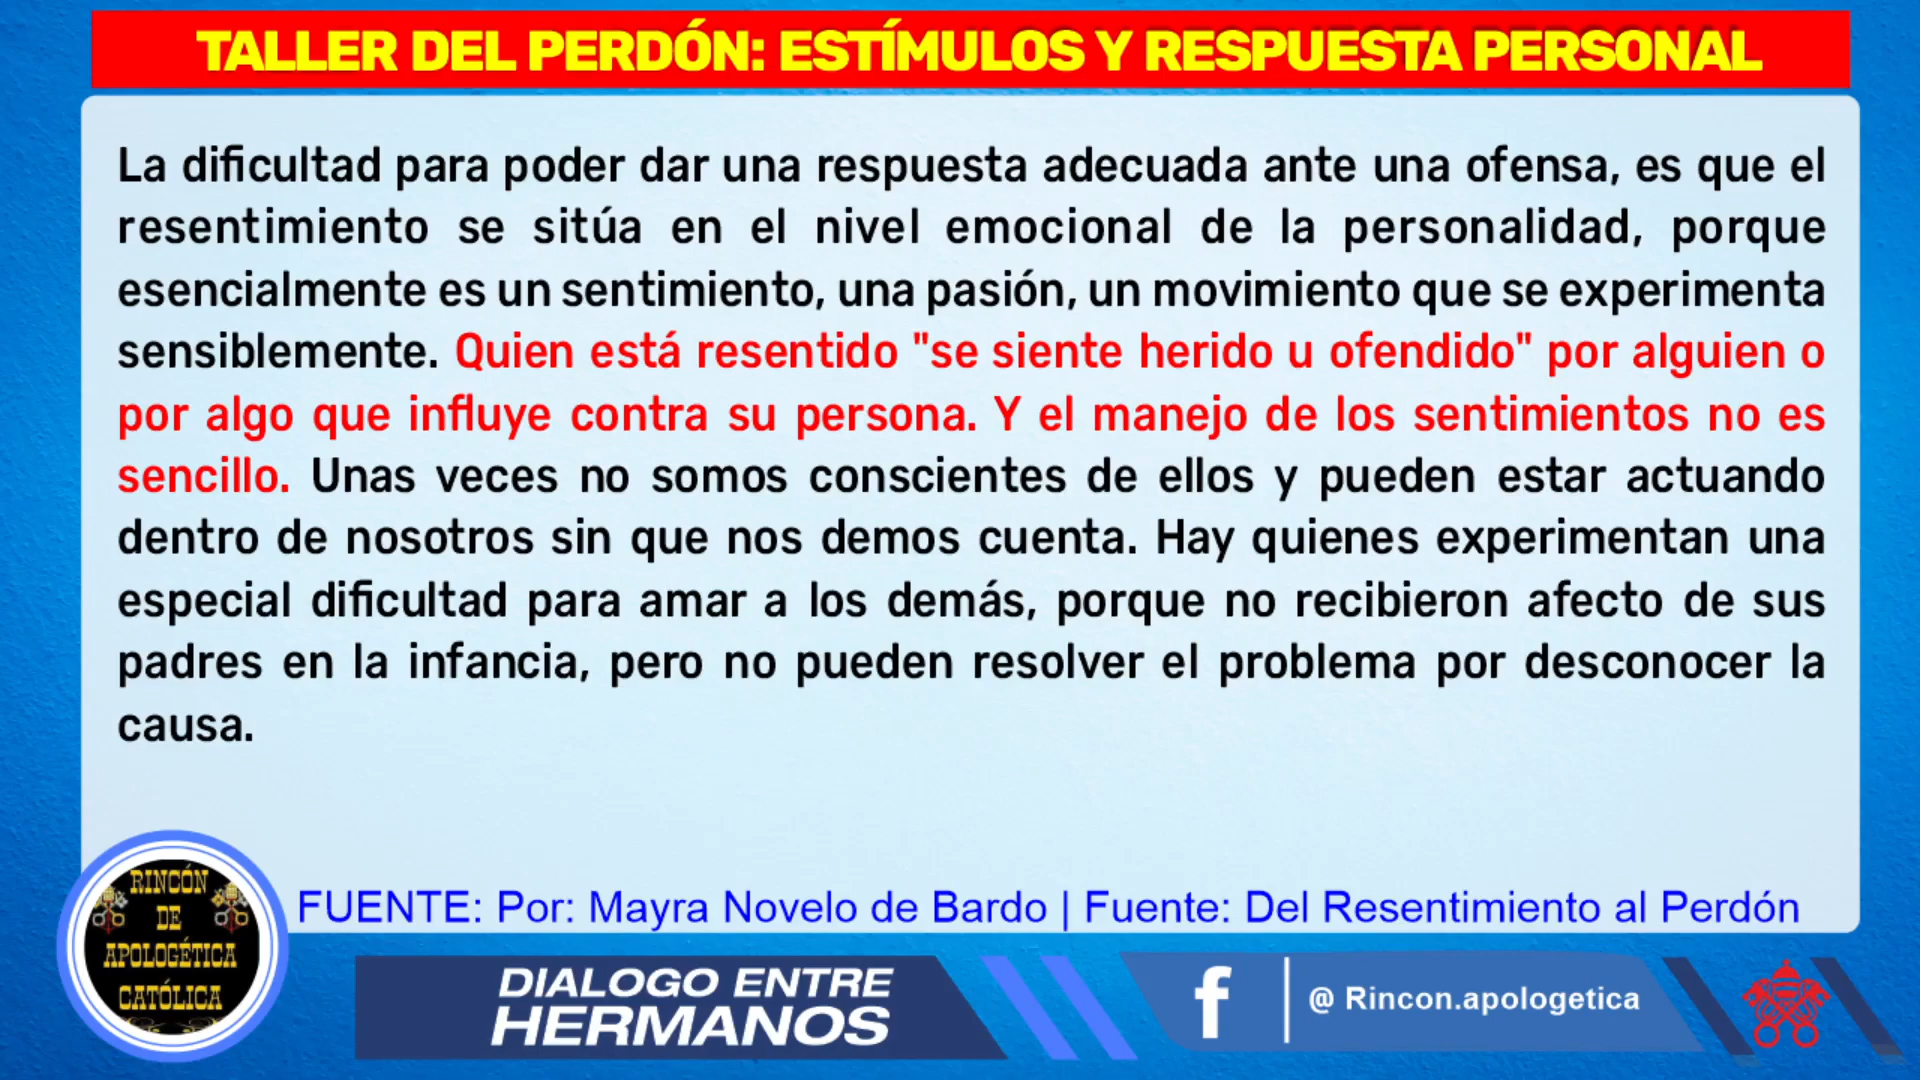 TALLER DEL PERDÓN: ESTÍMULOS Y RESPUESTA PERSONAL
La dificultad para poder dar una respuesta adecuada ante una ofensa, es que el
resentimiento se sitúa en el nivel emocional de la personalidad, porque
esencialmente es un sentimiento, una pasión, un movimiento que se experimenta
sensiblemente. Quien está resentido "se siente herido u ofendido" por alguien o
por algo que influye contra su persona. Y el manejo de los sentimientos no es
sencillo. Unas veces no somos conscientes de ellos y pueden estar actuando
dentro de nosotros sin que nos demos cuenta. Hay quienes experimentan una
especial dificultad para amar a los demás, porque no recibieron afecto de sus
padres en la infancia, pero no pueden resolver el problema por desconocer la
causa.
FUENTE: Por: Mayra Novelo de Bardo | Fuente: Del Resentimiento al Perdón
RINCÓN
DE
APOLOGÉTICA
CATÓLICA
DIALOGO ENTRE
HERMANOS
f
@ Rincon.apologetica